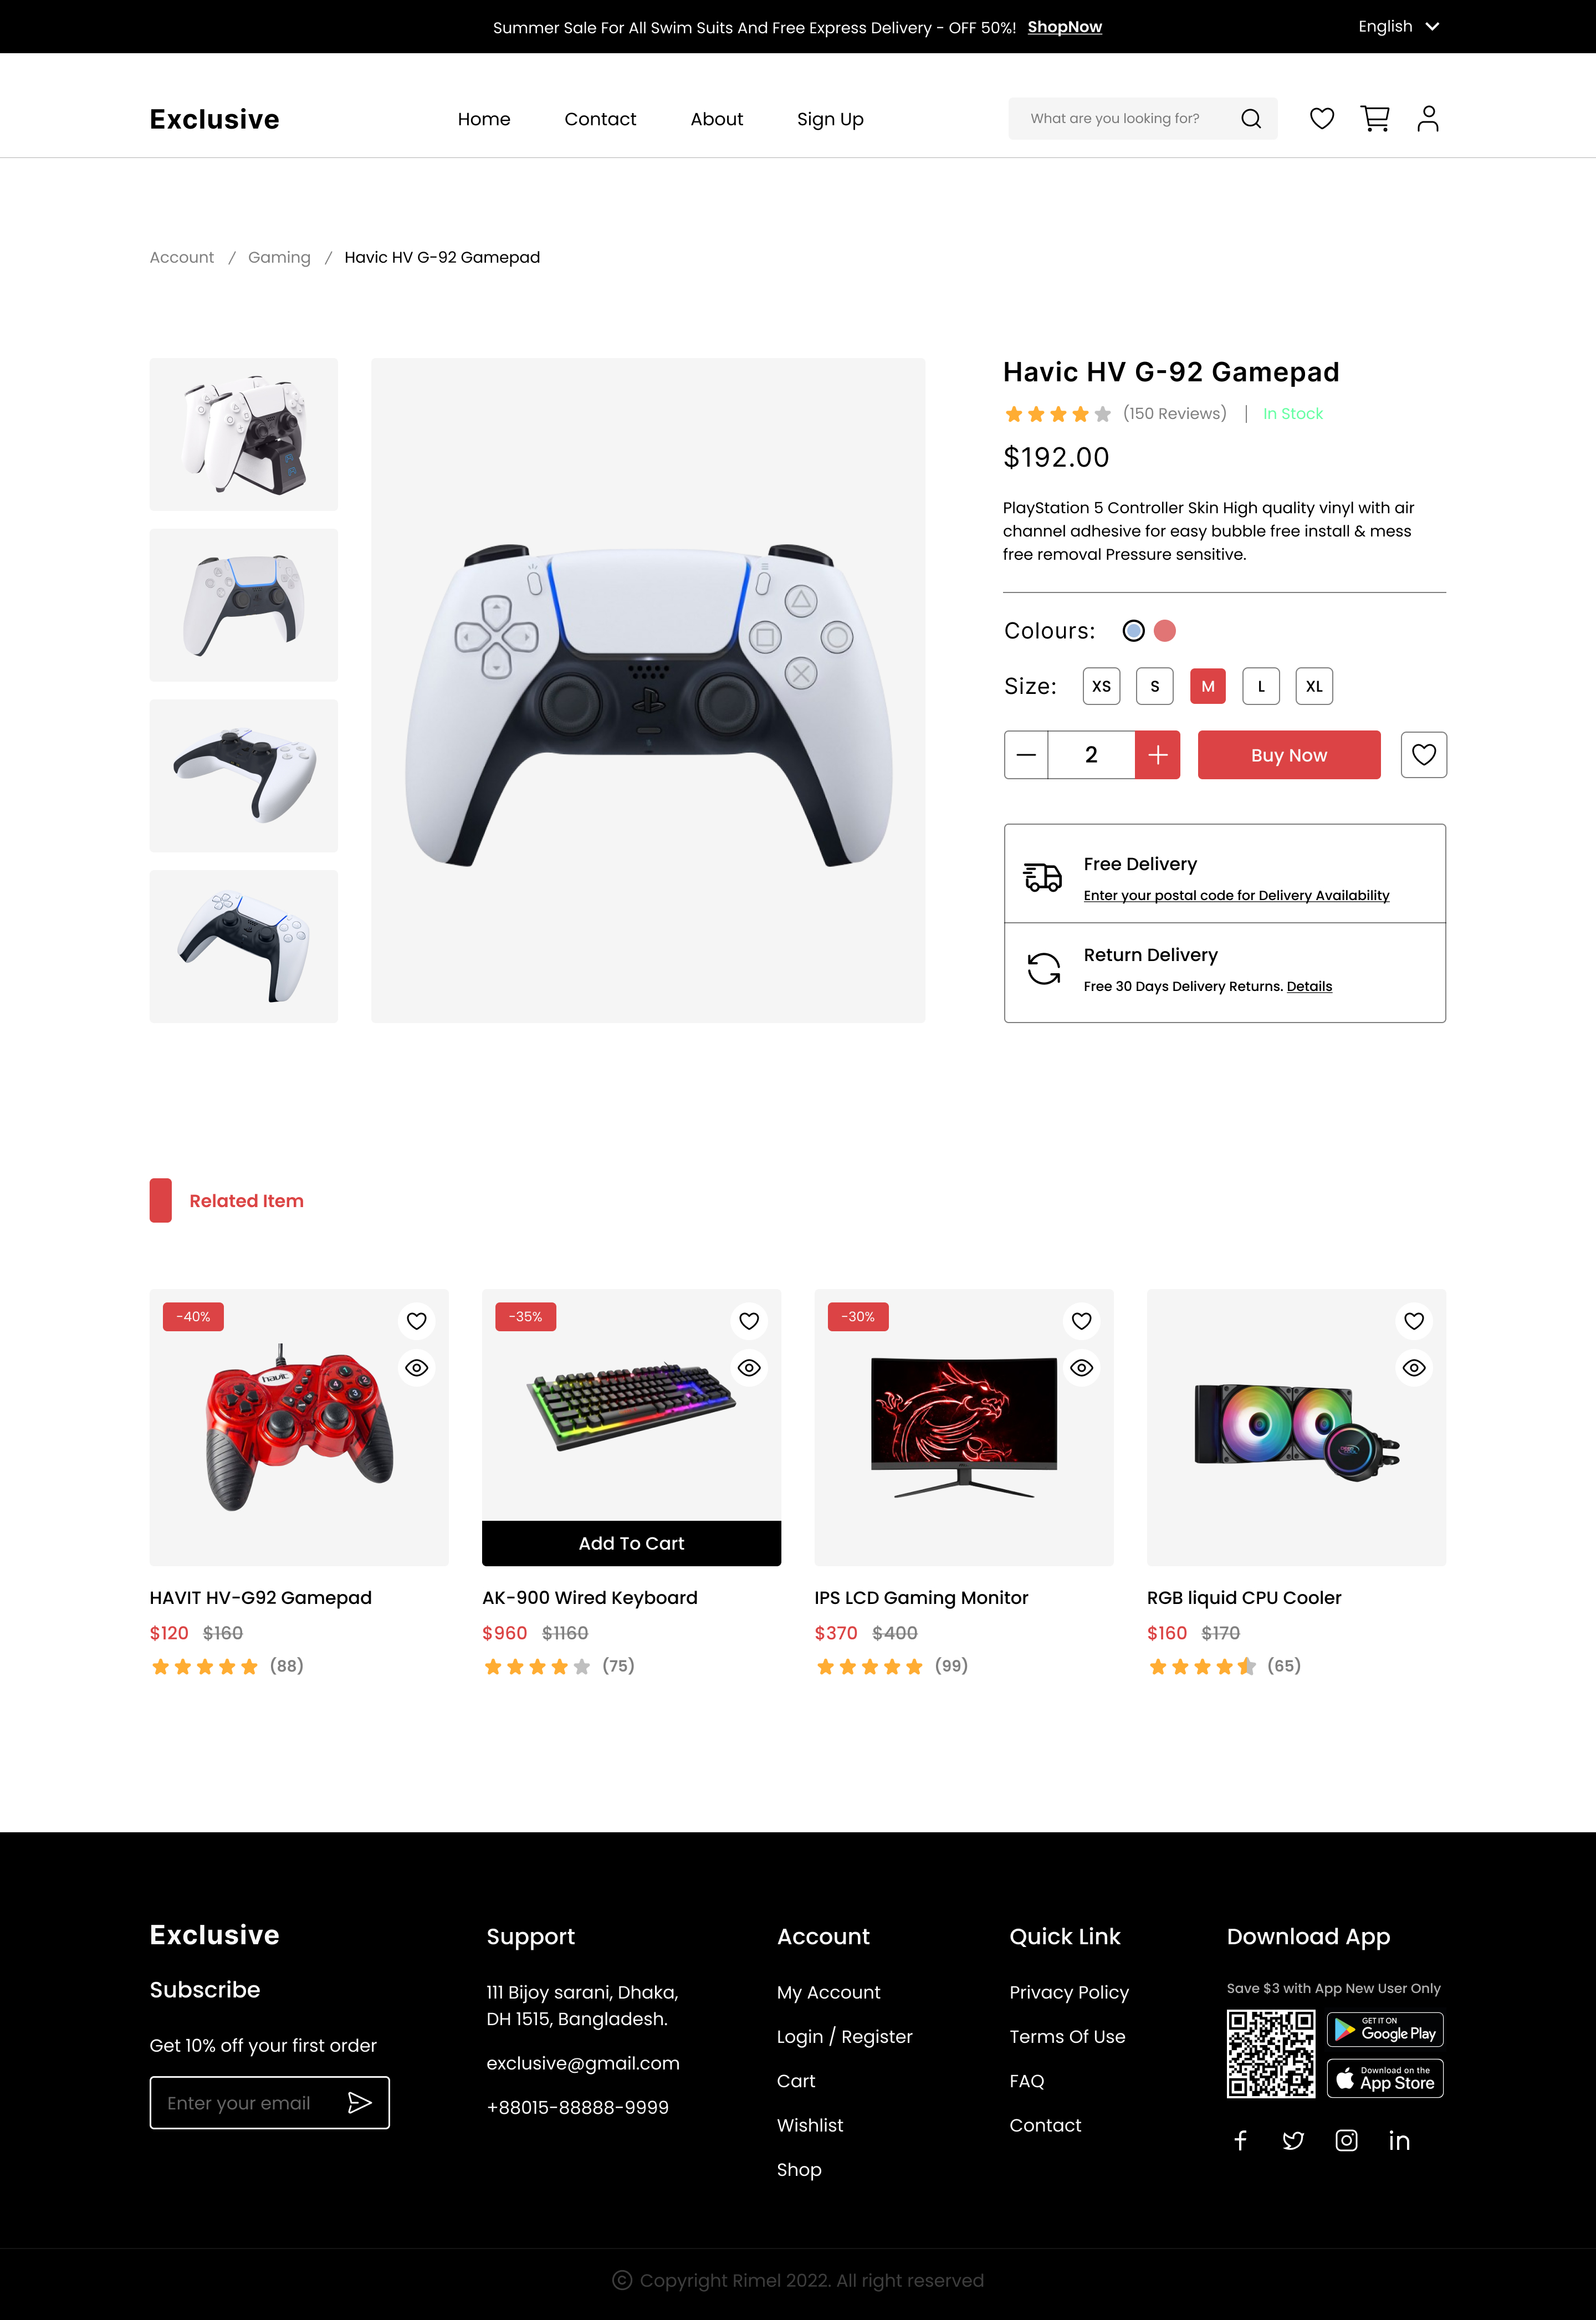 Summer Sale For All Swim Suits And Free Express Delivery - OFF 50%! ShopNow
English
Exclusive
Home
Contact
About
Sign Up
What are you looking for?
Account / Gaming / Havic HV G-92 Gamepad
Havic HV G-92 Gamepad
(150 Reviews) | In Stock
$192.00
PlayStation 5 Controller Skin High quality vinyl with air
channel adhesive for easy bubble free install & mess
free removal Pressure sensitive.
Colours:
Size:
XS
S
M
L
XL
2
Buy Now
Free Delivery
Enter your postal code for Delivery Availability
Return Delivery
Free 30 Days Delivery Returns. Details
Related Item
-40%
havic
HAVIT HV-G92 Gamepad
$120 $160
(88)
-35%
Add To Cart
AK-900 Wired Keyboard
$960 $1160
(75)
-30%
IPS LCD Gaming Monitor
$370 $400
(99)
RGB liquid CPU Cooler
$160 $170
(65)
Exclusive
Subscribe
Get 10% off your first order
Enter your email
Support
111 Bijoy sarani, Dhaka,
DH 1515, Bangladesh.
exclusive@gmail.com
+88015-88888-9999
Account
My Account
Login / Register
Cart
Wishlist
Shop
Quick Link
Privacy Policy
Terms Of Use
FAQ
Contact
Download App
Save $3 with App New User Only
GET IT ON
Google Play
Download on the
App Store
© Copyright Rimel 2022. All right reserved